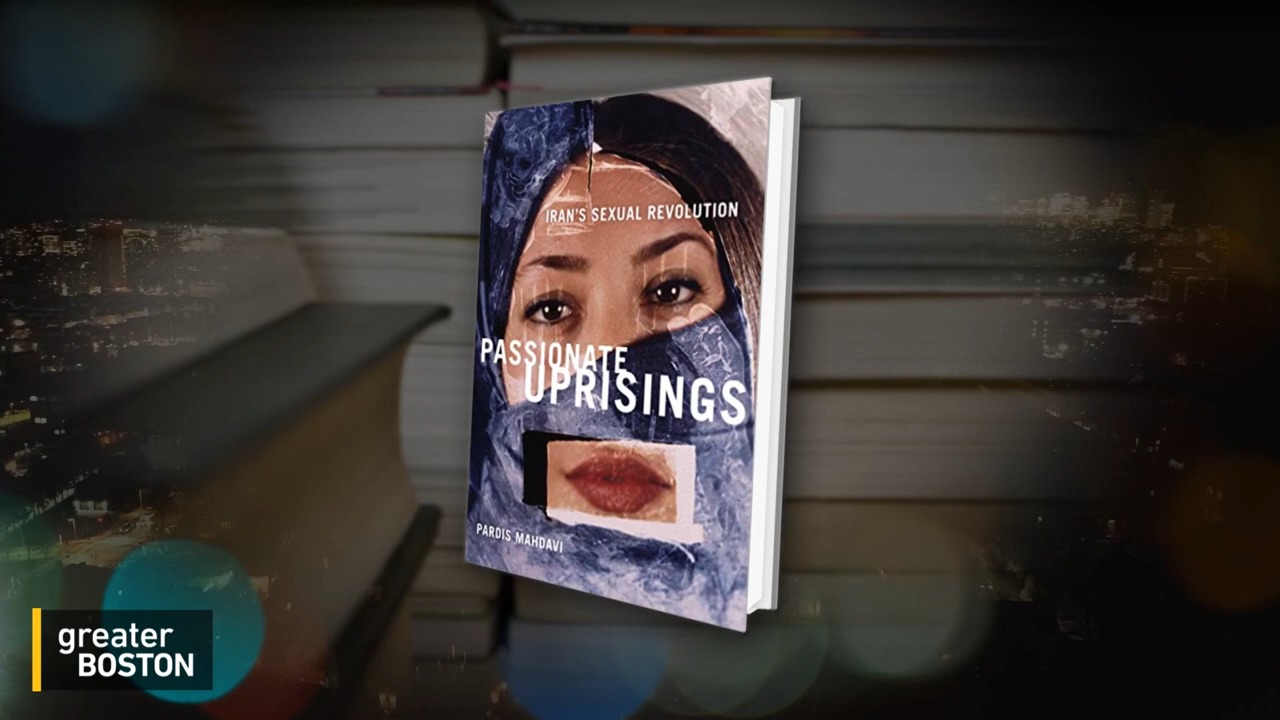 IRAN'S SEXUAL REVOLUTION
PASSIONATE
UPRISINGS
PARDIS MAHDAVI
greater
BOSTON